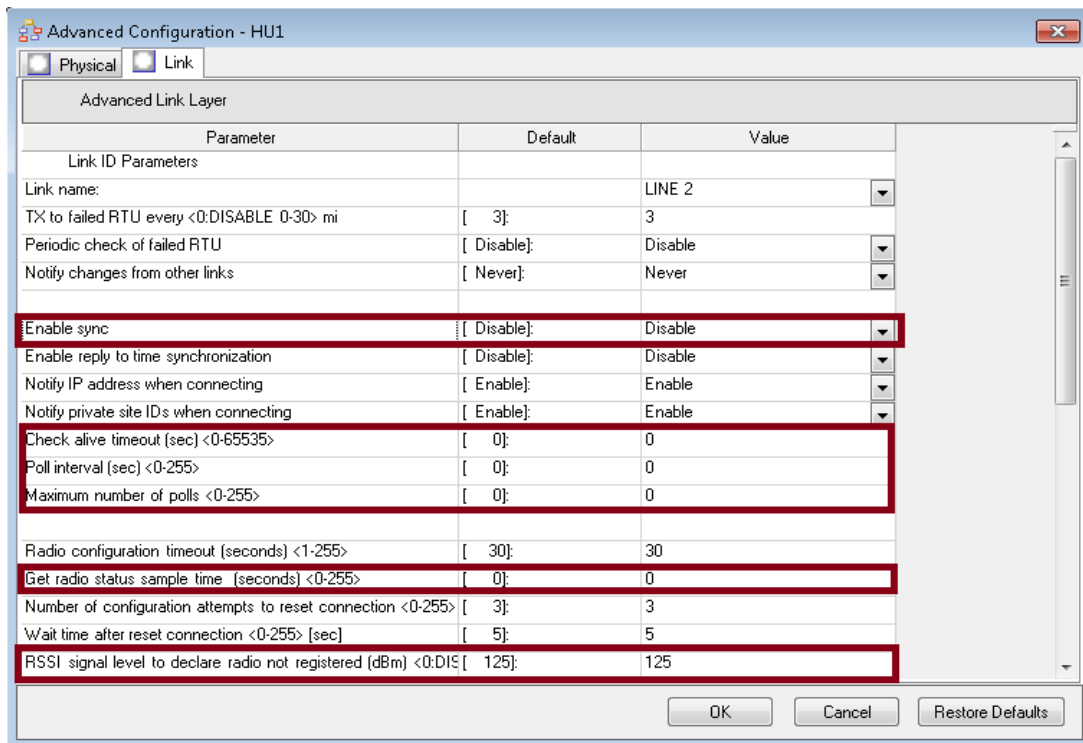 Advanced Configuration - HU1
Physical Link
Advanced Link Layer
Parameter Default Value
Link ID Parameters
Link name: LINE 2
TX to failed RTU every <0:DISABLE 0-30> mi [ 3]: 3
Periodic check of failed RTU [ Disable]: Disable
Notify changes from other links [ Never]: Never
Enable sync [ Disable]: Disable
Enable reply to time synchronization [ Disable]: Disable
Notify IP address when connecting [ Enable]: Enable
Notify private site IDs when connecting [ Enable]: Enable
Check alive timeout (sec) <0-65535> [ 0]: 0
Poll interval (sec) <0-255> [ 0]: 0
Maximum number of polls <0-255> [ 0]: 0
Radio configuration timeout (seconds) <1-255> [ 30]: 30
Get radio status sample time (seconds) <0-255> [ 0]: 0
Number of configuration attempts to reset connection <0-255> [ 3]: 3
Wait time after reset connection <0-255> [sec] [ 5]: 5
RSSI signal level to declare radio not registered (dBm) <0:DIS [ 125]: 125
OK Cancel Restore Defaults